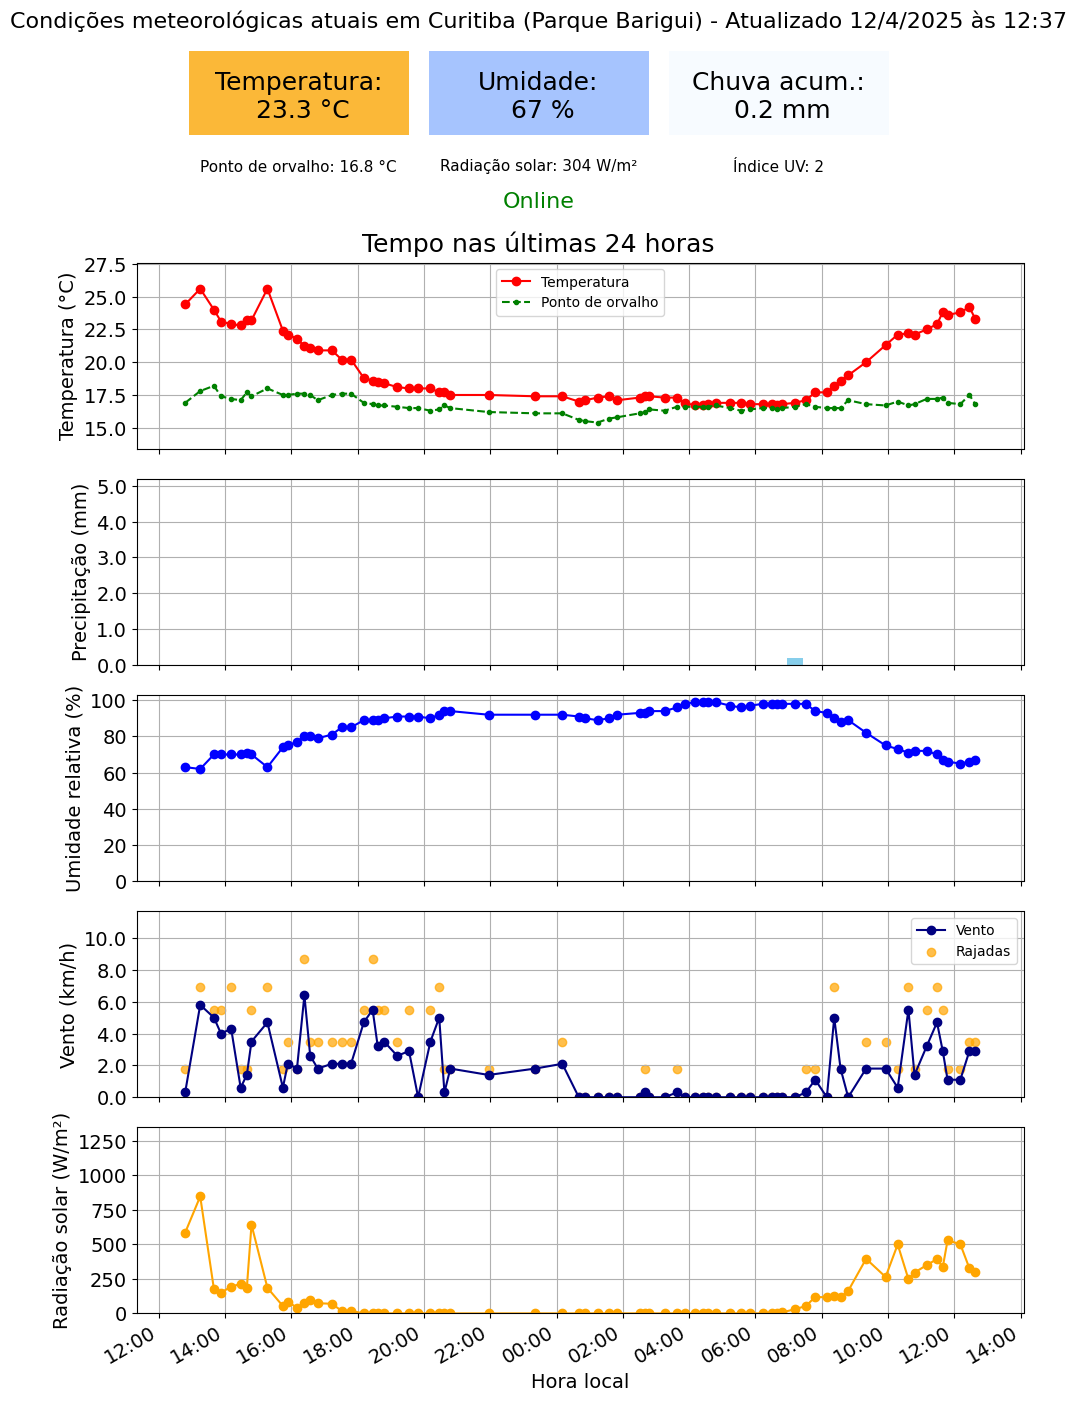 Condições meteorológicas atuais em Curitiba (Parque Barigui) - Atualizado 12/4/2025 às 12:37
Temperatura:
23.3 °C
Umidade:
67 %
Chuva acum.:
0.2 mm
Ponto de orvalho: 16.8 °C
Radiação solar: 304 W/m²
Índice UV: 2
Online
Tempo nas últimas 24 horas
Temperatura (°C)
27.5
25.0
22.5
20.0
17.5
15.0
Temperatura
Ponto de orvalho
Precipitação (mm)
5.0
4.0
3.0
2.0
1.0
0.0
Umidade relativa (%)
100
80
60
40
20
0
Vento (km/h)
10.0
8.0
6.0
4.0
2.0
0.0
Vento
Rajadas
Radiação solar (W/m²)
1250
1000
750
500
250
0
12:00
14:00
16:00
18:00
20:00
22:00
00:00
02:00
04:00
06:00
08:00
10:00
12:00
14:00
Hora local